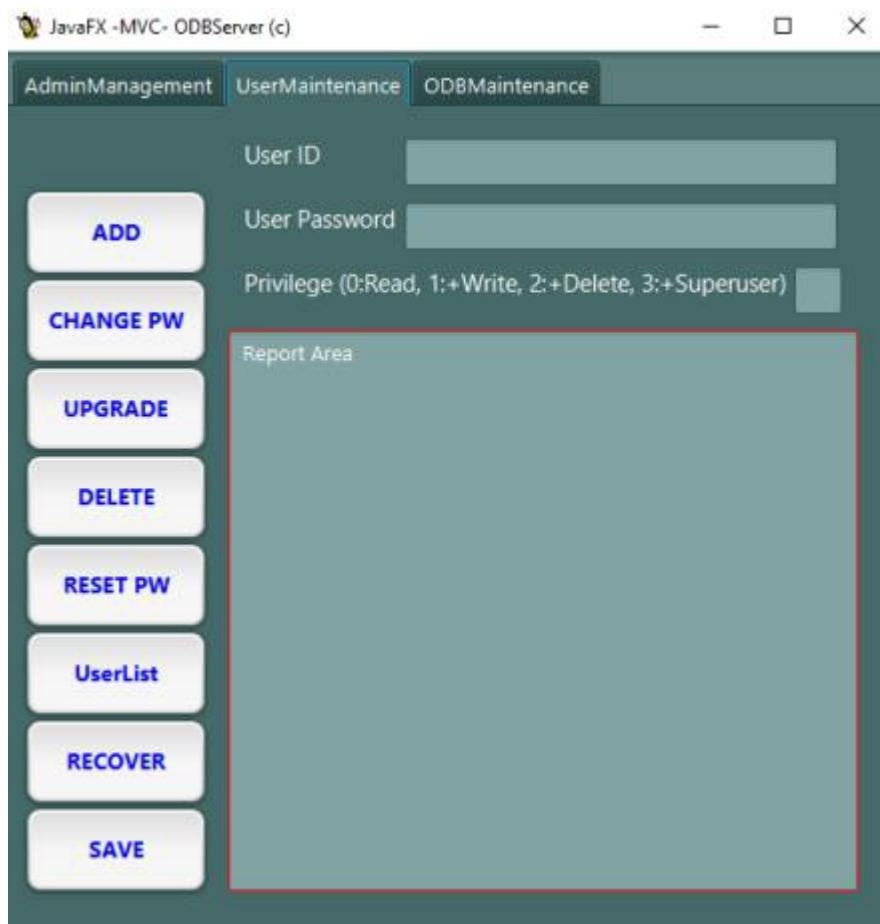 JavaFX -MVC- ODBServer (c)
AdminManagement UserMaintenance ODBMaintenance
User ID
User Password
Privilege (0:Read, 1:+Write, 2:+Delete, 3:+Superuser)
Report Area
ADD
CHANGE PW
UPGRADE
DELETE
RESET PW
UserList
RECOVER
SAVE